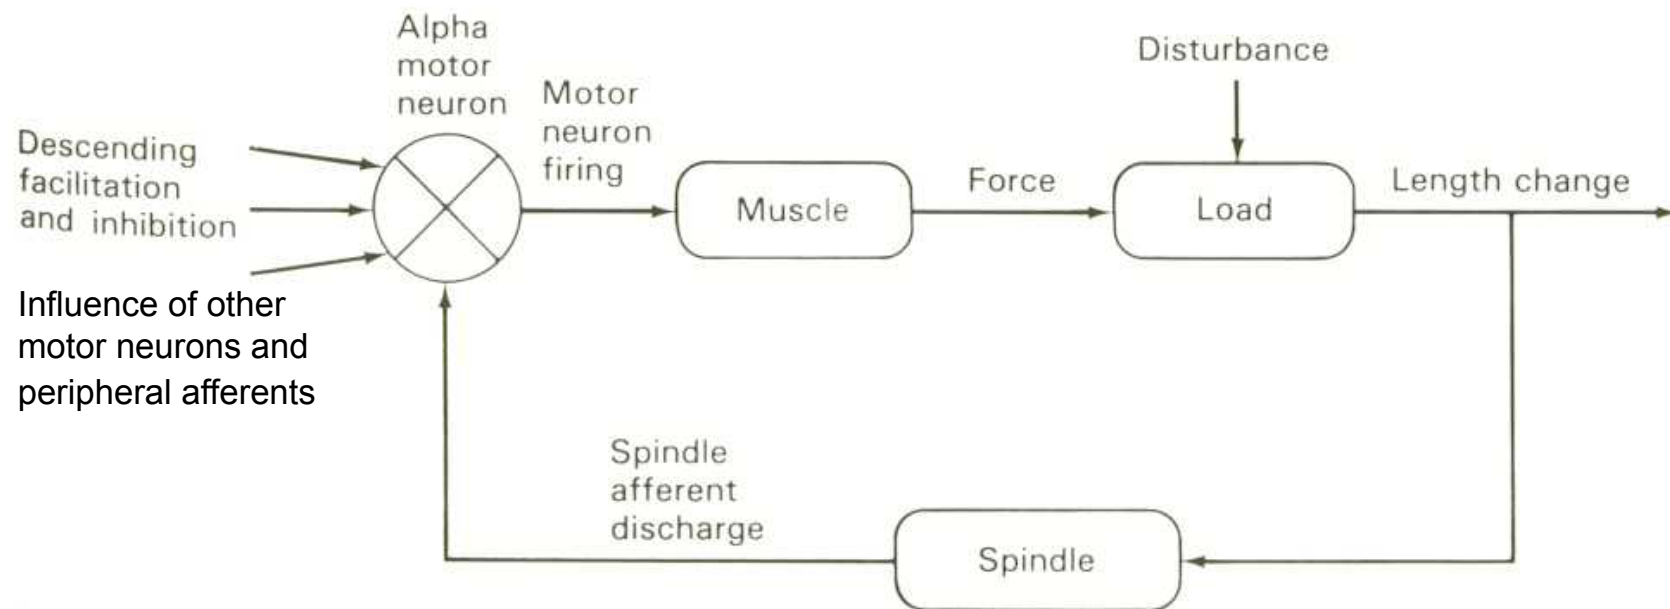 Alpha
motor
neuron
Descending
facilitation
and inhibition
Influence of other
motor neurons and
peripheral afferents
Motor
neuron
firing
Muscle
Force
Disturbance
Load
Length change
Spindle
afferent
discharge
Spindle